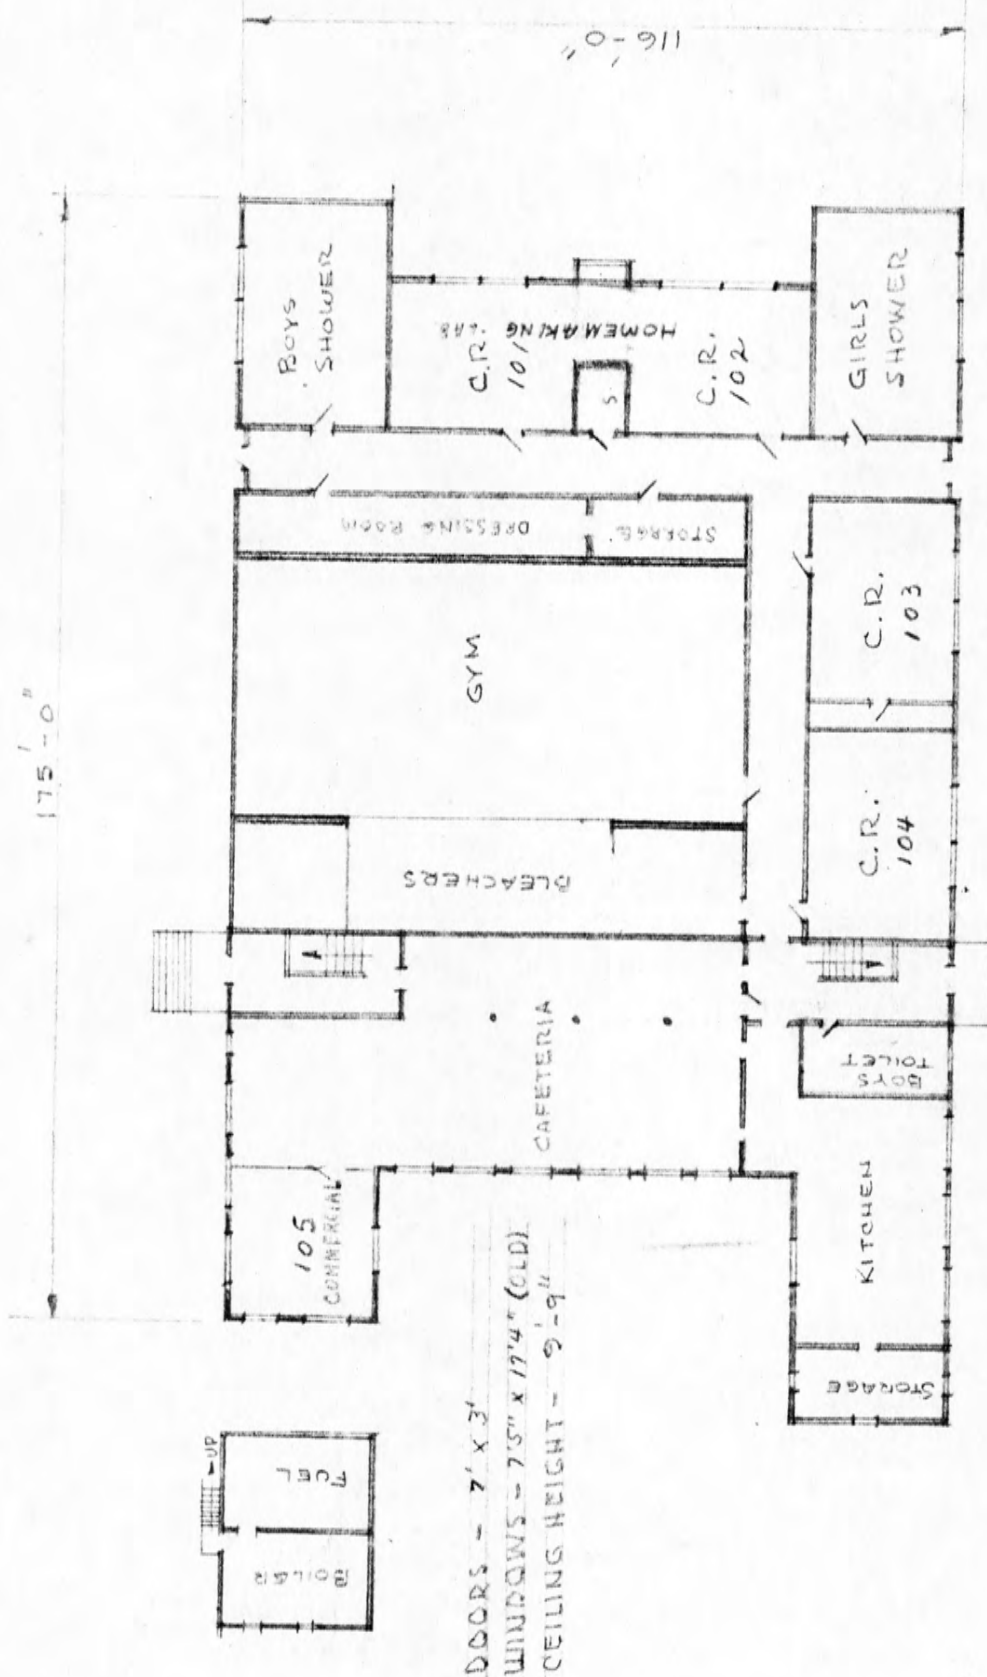 116'-0"
175'-0"
BOYS
SHOWER
C.R.
101
HOMEMAKING LAB
S.
C.R.
102
GIRLS
SHOWER
DRESSING ROOM
STORAGE
GYM
C.R.
103
BLEACHERS
C.R.
104
CAFETERIA
BOYS
TOILET
105
COMMERCIAL
KITCHEN
STORAGE
UP
BOILER
DOORS - 7' X 3'
WINDOWS - 7'5" X 17'4" (OLD)
CEILING HEIGHT - 9'-9"